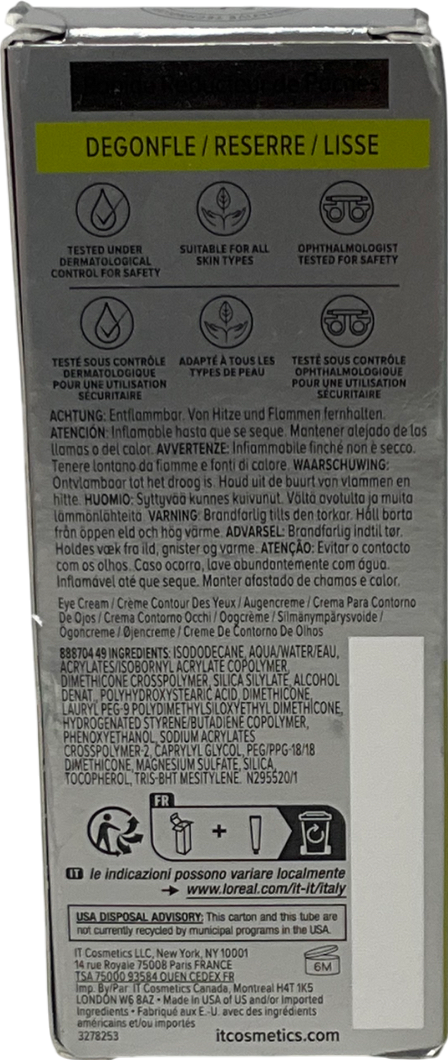 Réducteur de Poches
DEGONFLE / RESERRE / LISSE
TESTED UNDER
DERMATOLOGICAL
CONTROL FOR SAFETY
SUITABLE FOR ALL
SKIN TYPES
OPHTHALMOLOGIST
TESTED FOR SAFETY
TESTÉ SOUS CONTRÔLE
DERMATOLOGIQUE
POUR UNE UTILISATION
SÉCURITAIRE
ADAPTÉ À TOUS LES
TYPES DE PEAU
TESTÉ SOUS CONTRÔLE
OPHTHALMOLOGIQUE
POUR UNE UTILISATION
SÉCURITAIRE
ACHTUNG: Entflammbar. Von Hitze und Flammen fernhalten.
ATENCIÓN: Inflamable hasta que se seque. Mantener alejado de las
llamas o del calor. AVVERTENZE: Infiammabile finché non è secco.
Tenere lontano da fiamme e fonti di calore. WAARSCHUWING:
Ontvlambaar tot het droog is. Houd uit de buurt van vlammen en
hitte. HUOMIO: Syttyvää kunnes kuivunut. Vältä avotulta ja muita
lämmönlähteitä. VARNING: Brandfarlig tills den torkar. Håll borta
från öppen eld och hög värme. ADVARSEL: Brandfarlig indtil tør.
Holdes væk fra ild, gnister og varme. ATENÇÃO: Evitar o contacto
com os olhos. Caso ocorra, lave abundantemente com água.
Inflamável até que seque. Manter afastado de chamas e calor.
Eye Cream / Crème Contour Des Yeux / Augencreme / Crema Para Contorno
De Ojos / Crema Contorno Occhi / Oogcrème / Silmänympärysvoide /
Ögoncreme / Øjencreme / Creme De Contorno De Olhos
888704 49 INGREDIENTS: ISODODECANE, AQUA/WATER/EAU,
ACRYLATES/ISOBORNYL ACRYLATE COPOLYMER,
DIMETHICONE CROSSPOLYMER, SILICA SILYLATE, ALCOHOL
DENAT., POLYHYDROXYSTEARIC ACID, DIMETHICONE,
LAURYL PEG-9 POLYDIMETHYLSILOXYETHYL DIMETHICONE,
HYDROGENATED STYRENE/BUTADIENE COPOLYMER,
PHENOXYETHANOL, SODIUM ACRYLATES
CROSSPOLYMER-2, CAPRYLYL GLYCOL, PEG/PPG-18/18
DIMETHICONE, MAGNESIUM SULFATE, SILICA,
TOCOPHEROL, TRIS-BHT MESITYLENE. N295520/1
FR
+
IT le indicazioni possono variare localmente
www.loreal.com/it-it/italy
USA DISPOSAL ADVISORY: This carton and this tube are
not currently recycled by municipal programs in the USA.
IT Cosmetics LLC, New York, NY 10001
14 rue Royale 75008 Paris FRANCE
TSA 75000 93584 OUEN CEDEX FR
Imp. By/Par IT Cosmetics Canada, Montreal H4T 1K5
LONDON W6 8AZ • Made in USA of US and/or Imported
Ingredients • Fabriqué aux É.-U. avec des ingrédients
américains et/ou importés
6M
3278253
itcosmetics.com